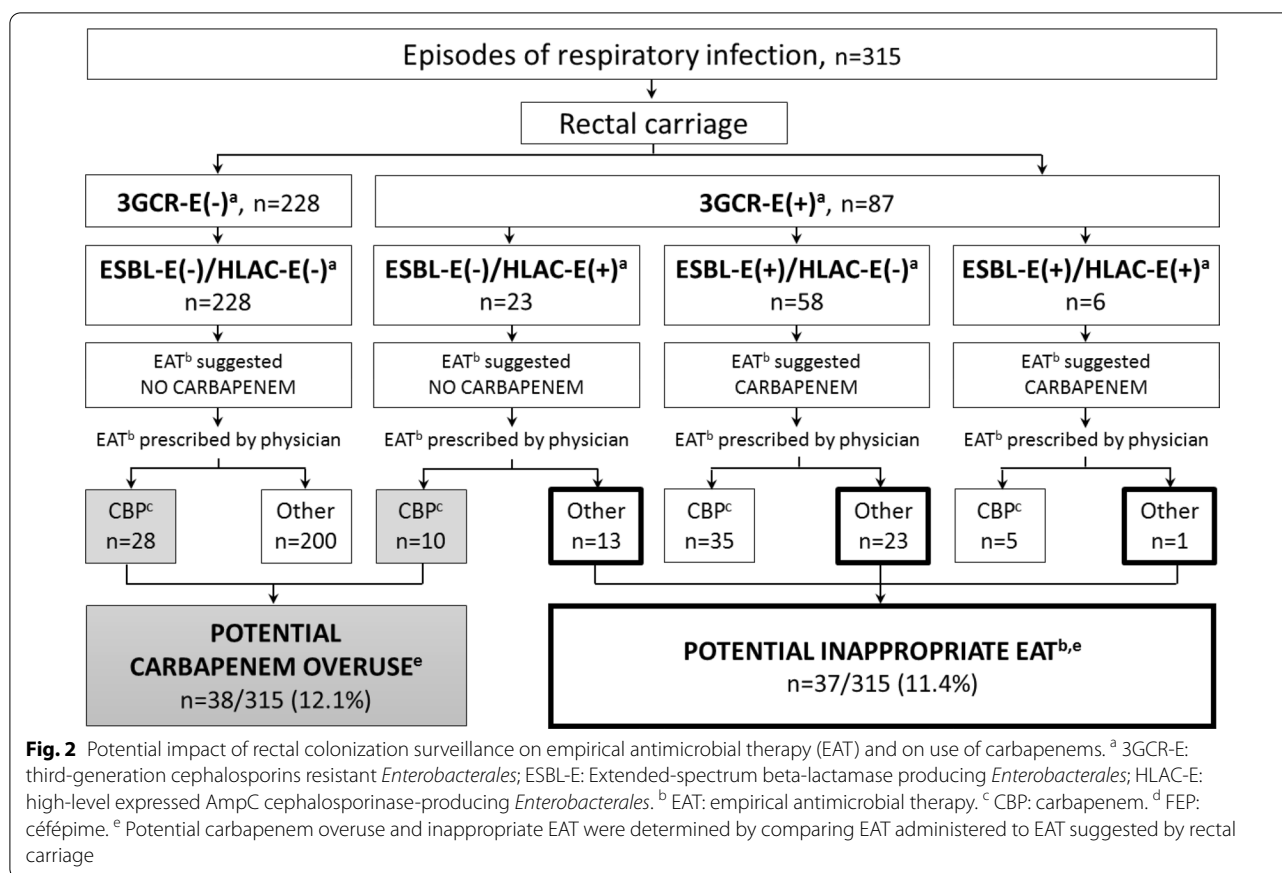 Episodes of respiratory infection, n=315
Rectal carriage
3GCR-E(-)ᵃ, n=228
3GCR-E(+)ᵃ, n=87
ESBL-E(-)/HLAC-E(-)ᵃ
n=228
ESBL-E(-)/HLAC-E(+)ᵃ
n=23
ESBL-E(+)/HLAC-E(-)ᵃ
n=58
ESBL-E(+)/HLAC-E(+)ᵃ
n=6
EATᵇ suggested
NO CARBAPENEM
EATᵇ suggested
NO CARBAPENEM
EATᵇ suggested
CARBAPENEM
EATᵇ suggested
CARBAPENEM
EATᵇ prescribed by physician
EATᵇ prescribed by physician
EATᵇ prescribed by physician
EATᵇ prescribed by physician
CBPᶜ
n=28
Other
n=200
CBPᶜ
n=10
Other
n=13
CBPᶜ
n=35
Other
n=23
CBPᶜ
n=5
Other
n=1
POTENTIAL
CARBAPENEM OVERUSEᵉ
n=38/315 (12.1%)
POTENTIAL INAPPROPRIATE EATᵇ,ᵉ
n=37/315 (11.4%)
Fig. 2 Potential impact of rectal colonization surveillance on empirical antimicrobial therapy (EAT) and on use of carbapenems. ᵃ 3GCR-E:
third-generation cephalosporins resistant Enterobacterales; ESBL-E: Extended-spectrum beta-lactamase producing Enterobacterales; HLAC-E:
high-level expressed AmpC cephalosporinase-producing Enterobacterales. ᵇ EAT: empirical antimicrobial therapy. ᶜ CBP: carbapenem. ᵈ FEP:
céfépime. ᵉ Potential carbapenem overuse and inappropriate EAT were determined by comparing EAT administered to EAT suggested by rectal
carriage